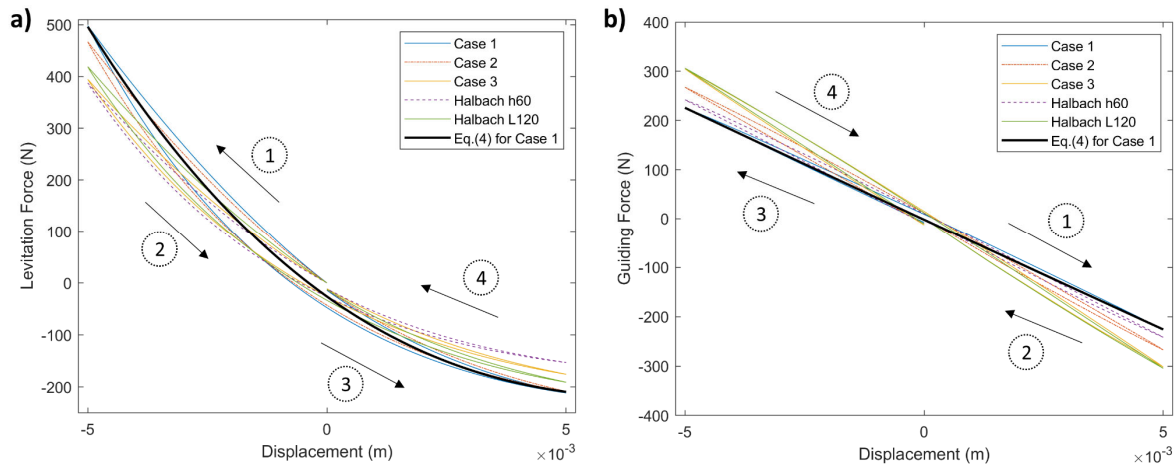 a)
Levitation Force (N)
500
400
300
200
100
0
-100
-200
Case 1
Case 2
Case 3
Halbach h60
Halbach L120
Eq.(4) for Case 1
1
2
4
3
-5
0
5
×10⁻³
Displacement (m)
b)
Guiding Force (N)
400
300
200
100
0
-100
-200
-300
-400
Case 1
Case 2
Case 3
Halbach h60
Halbach L120
Eq.(4) for Case 1
4
3
1
2
-5
0
5
×10⁻³
Displacement (m)